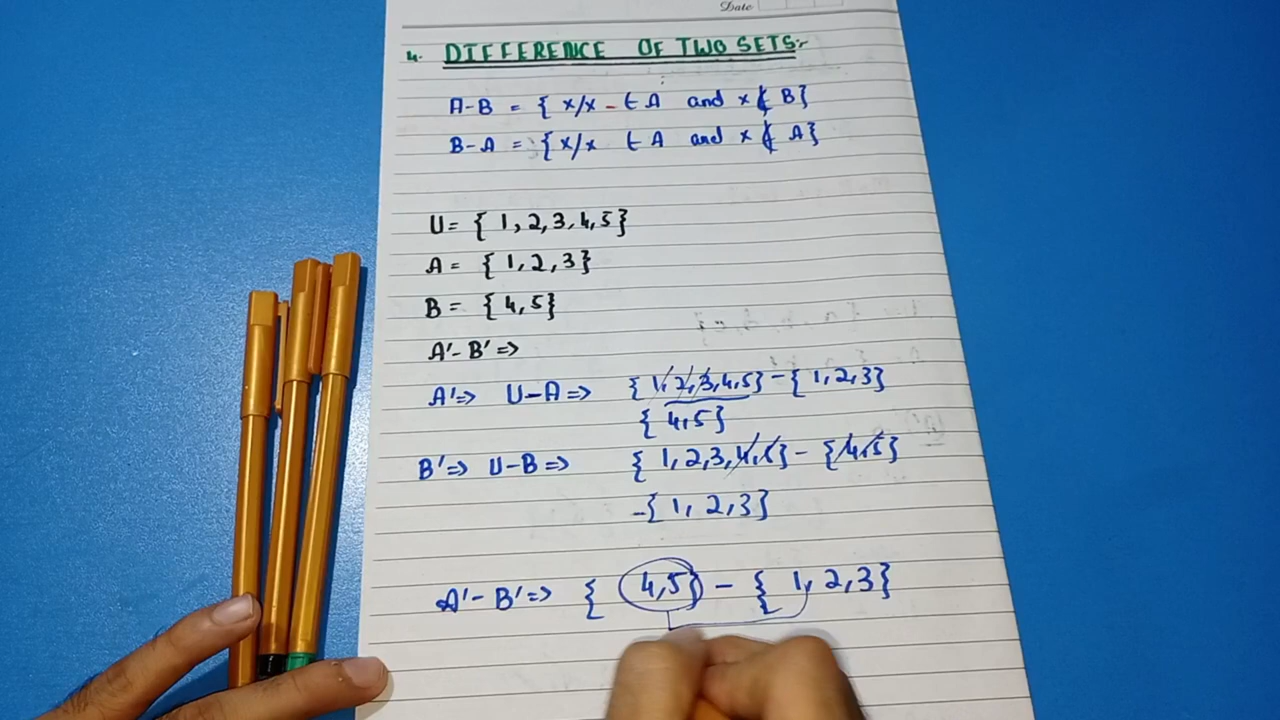 Date
4. DIFFERENCE OF TWO SETS:-
A-B = { x/x - ∈ A and x ∉ B}
B-A = {x/x ∈ A and x ∉ A}
U= { 1,2,3,4,5}
A = { 1,2,3}
B = { 4,5}
A'-B' =>
A' => U-A => { 1,2,3,4,5} - { 1,2,3}
{ 4,5}
B' => U-B => { 1,2,3,4,5} - {4,5}
-{ 1,2,3}
A'-B' => { 4,5} - { 1,2,3}